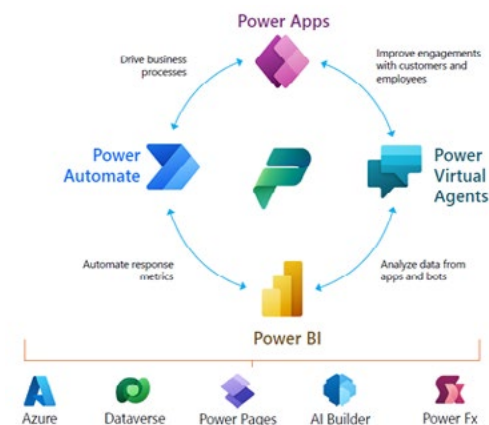 Power Apps
Drive business
processes
Improve engagements
with customers and
employees
Power
Automate
Power
Virtual
Agents
Automate response
metrics
Analyze data from
apps and bots
Power BI
Azure
Dataverse
Power Pages
AI Builder
Power Fx